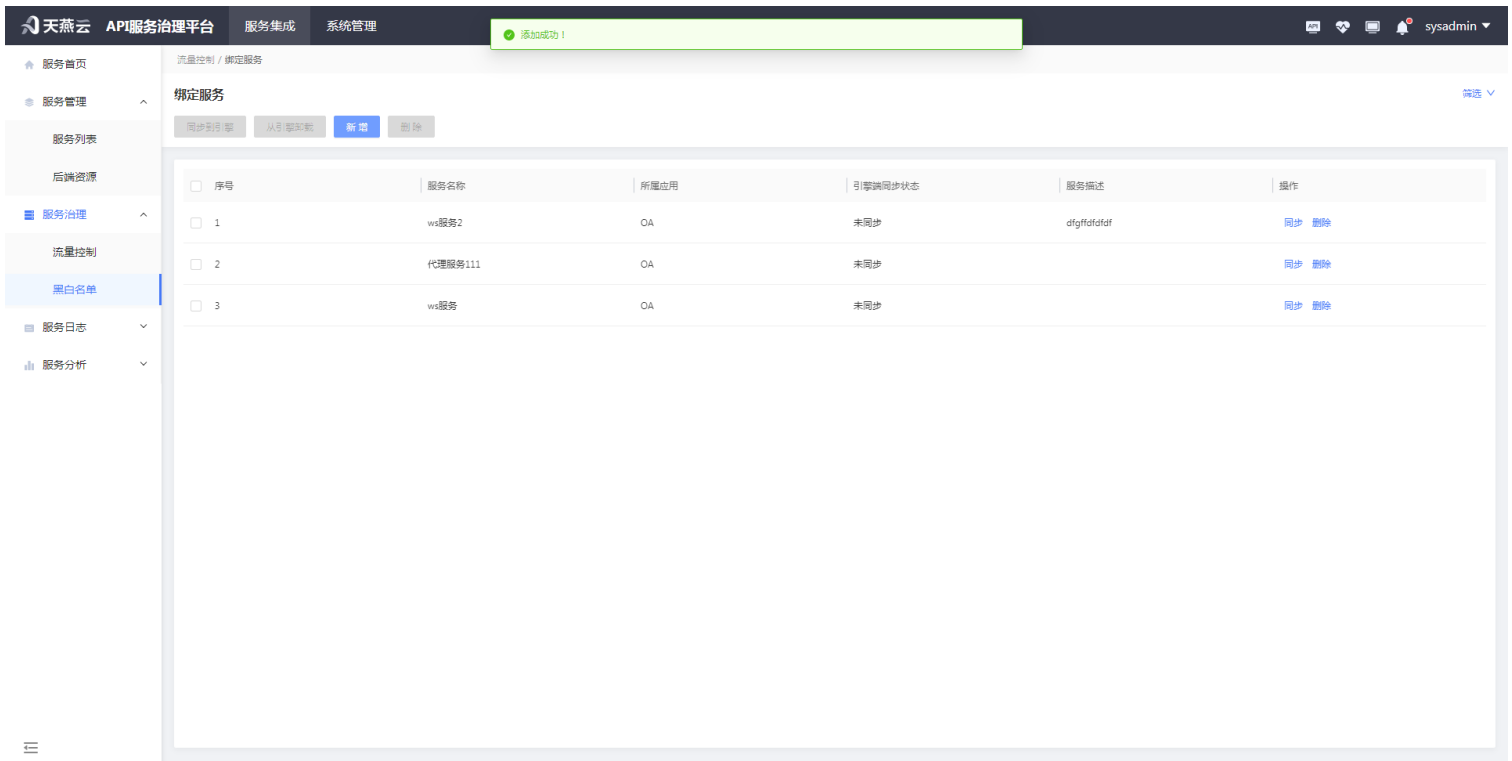 天燕云 API服务治理平台 服务集成 系统管理 添加成功！ API sysadmin
服务首页
服务管理
服务列表
后端资源
服务治理
流量控制
黑白名单
服务日志
服务分析
流量控制 / 绑定服务
绑定服务 筛选
同步到引擎 从引擎卸载 新增 删除
序号 服务名称 所属应用 引擎端同步状态 服务描述 操作
1 ws服务2 OA 未同步 dfgffdfdfdf 同步 删除
2 代理服务111 OA 未同步 同步 删除
3 ws服务 OA 未同步 同步 删除